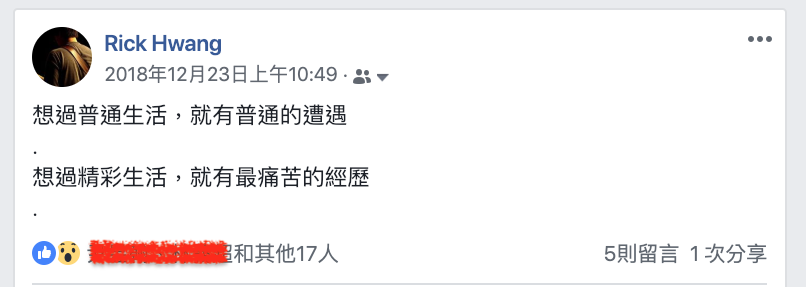 Rick Hwang
2018年12月23日上午10:49 ·
想過普通生活，就有普通的遭遇
.
想過精彩生活，就有最痛苦的經歷
.
和其他17人 5則留言 1次分享